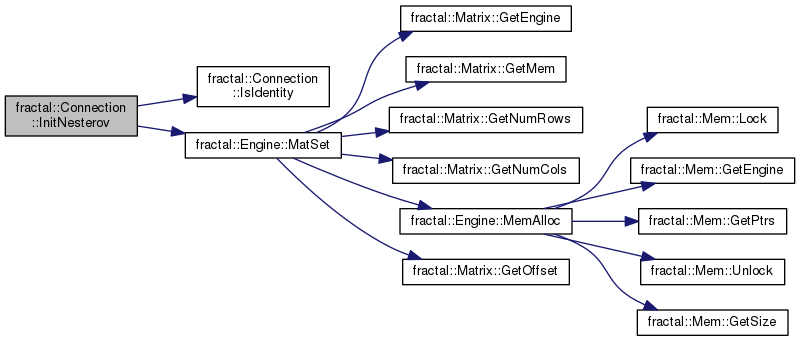 fractal::Connection
::InitNesterov
fractal::Connection
::IsIdentity
fractal::Engine::MatSet
fractal::Matrix::GetEngine
fractal::Matrix::GetMem
fractal::Matrix::GetNumRows
fractal::Matrix::GetNumCols
fractal::Engine::MemAlloc
fractal::Matrix::GetOffset
fractal::Mem::Lock
fractal::Mem::GetEngine
fractal::Mem::GetPtrs
fractal::Mem::Unlock
fractal::Mem::GetSize